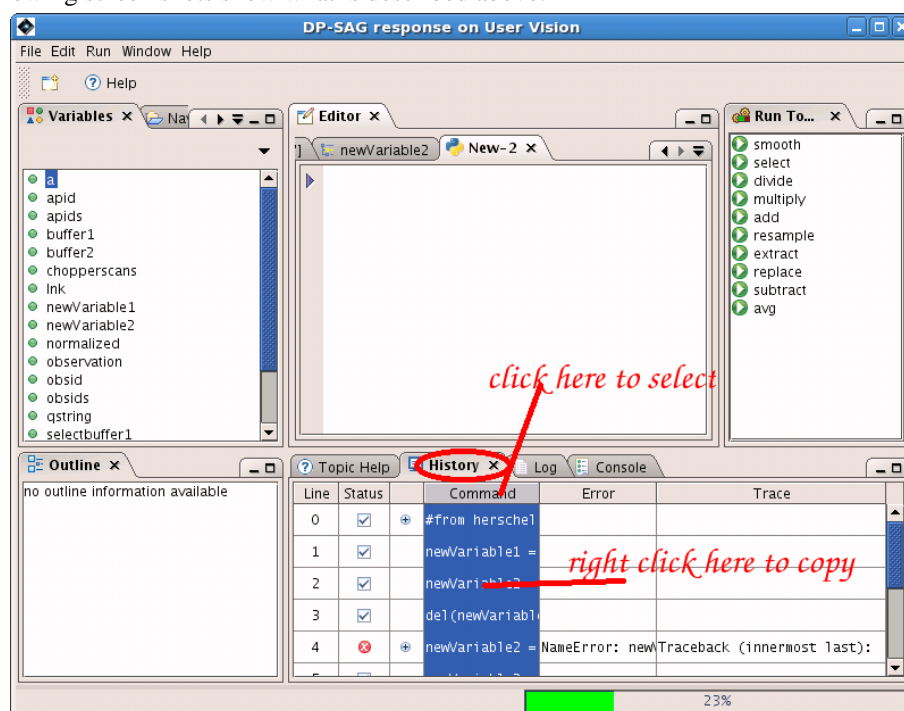 DP-SAG response on User Vision
File Edit Run Window Help
Help
Variables
Na
Editor
newVariable2
New-2
Run To...
a
apid
apids
buffer1
buffer2
chopperscans
lnk
newVariable1
newVariable2
normalized
observation
obsid
obsids
qstring
selectbuffer1
smooth
select
divide
multiply
add
resample
extract
replace
subtract
avg
click here to select
Outline
no outline information available
Topic Help
History
Log
Console
Line Status Command Error Trace
0 #from herschel
1 newVariable1 =
right click here to copy
2
3 del(newVariabl
4 newVariable2 = NameError: new Traceback (innermost last):
23%